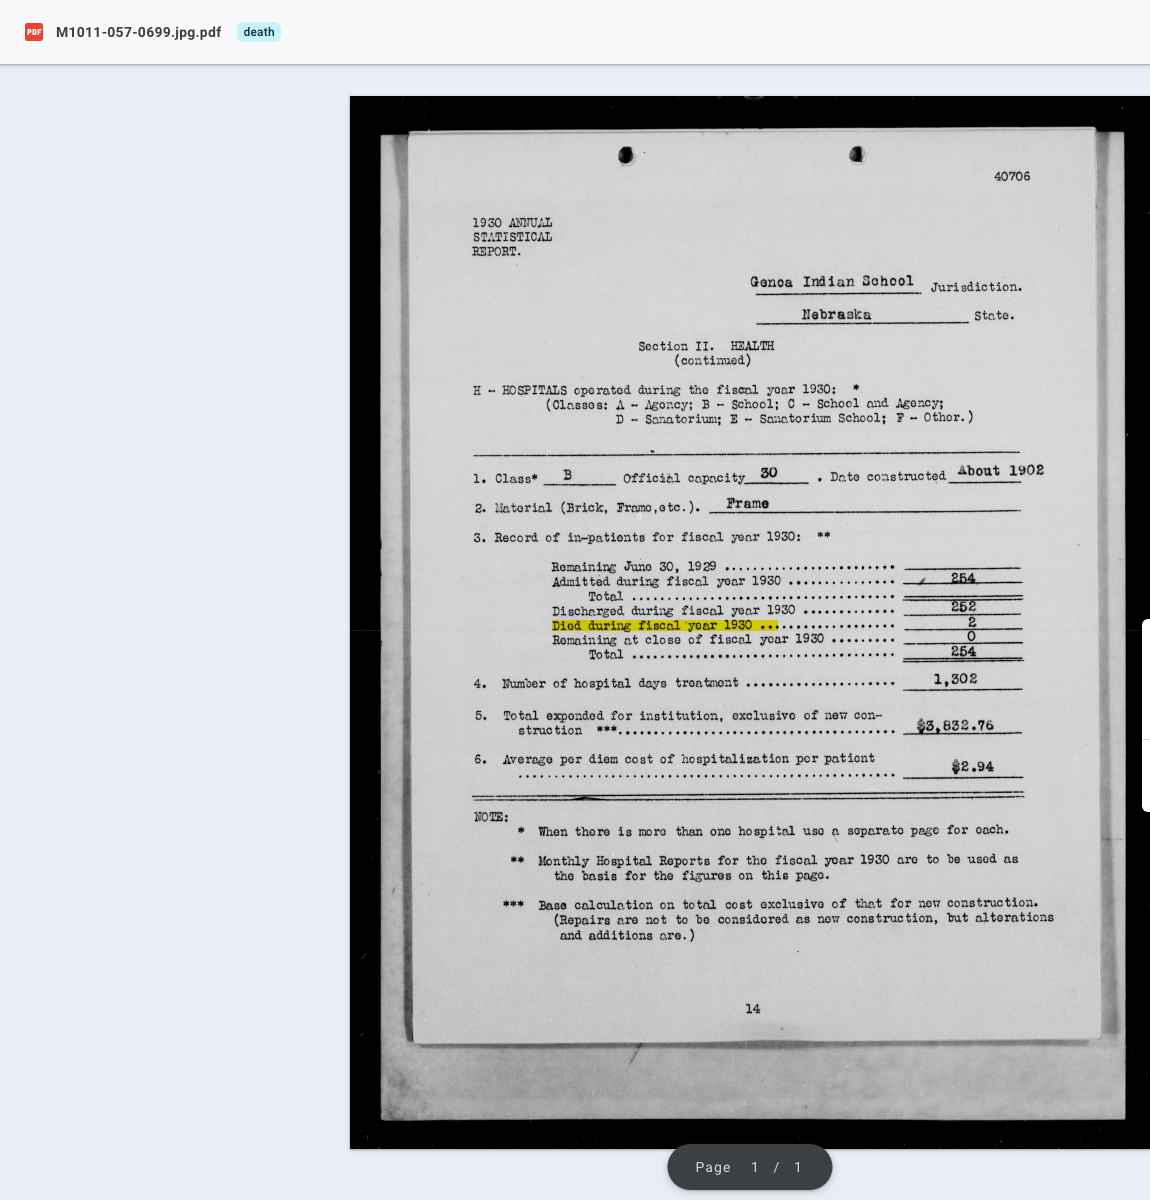 M1011-057-0699.jpg.pdf death
40706
1930 ANNUAL
STATISTICAL
REPORT.
Genoa Indian School Jurisdiction.
Nebraska State.
Section II. HEALTH
(continued)
H - HOSPITALS operated during the fiscal year 1930: *
(Classes: A - Agency; B - School; C - School and Agency;
D - Sanatorium; E - Sanatorium School; F - Other.)
1. Class* B Official capacity 30 . Date constructed About 1902
2. Material (Brick, Frame,etc.). Frame
3. Record of in-patients for fiscal year 1930: **
Remaining June 30, 1929 ........................
Admitted during fiscal year 1930 ............... 254
Total .....................................
Discharged during fiscal year 1930 ............. 252
Died during fiscal year 1930 ................... 2
Remaining at close of fiscal year 1930 ......... 0
Total ..................................... 254
4. Number of hospital days treatment ..................... 1,302
5. Total expended for institution, exclusive of new con-
struction ***....................................... $3,832.76
6. Average per diem cost of hospitalization per patient
..................................................... $2.94
NOTE:
* When there is more than one hospital use a separate page for each.
** Monthly Hospital Reports for the fiscal year 1930 are to be used as
the basis for the figures on this page.
*** Base calculation on total cost exclusive of that for new construction.
(Repairs are not to be considered as new construction, but alterations
and additions are.)
14
Page 1 / 1